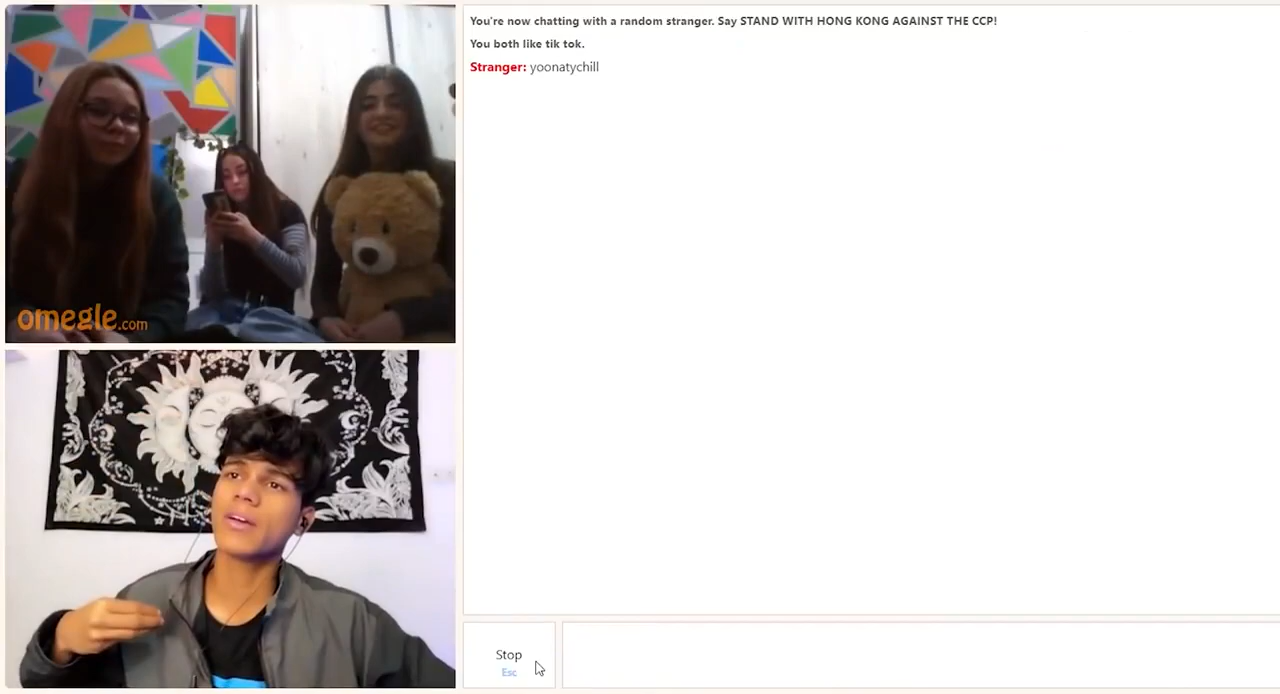 You're now chatting with a random stranger. Say STAND WITH HONG KONG AGAINST THE CCP!
You both like tik tok.
Stranger: yoonatychill
omegle.com
Stop
Esc